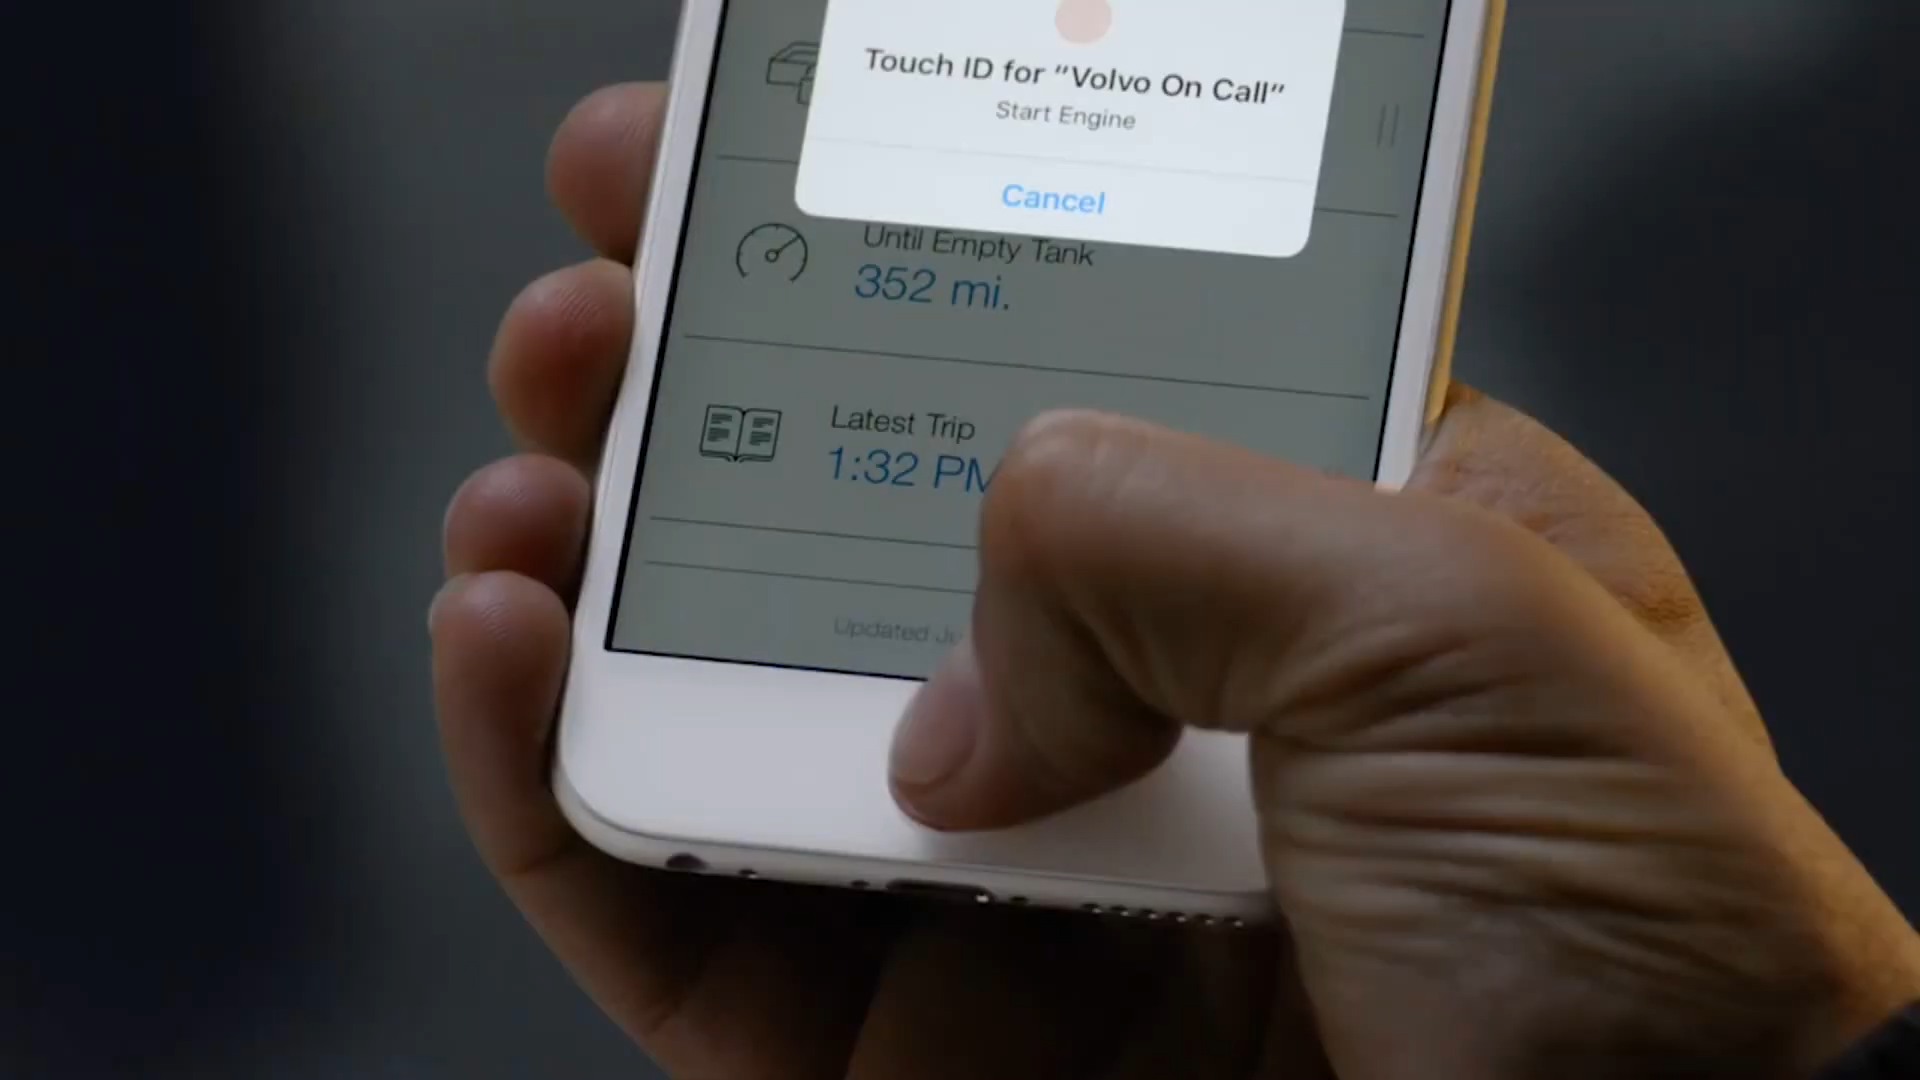 Touch ID for “Volvo On Call”
Start Engine
Cancel
Until Empty Tank
352 mi.
Latest Trip
1:32 PM
Updated